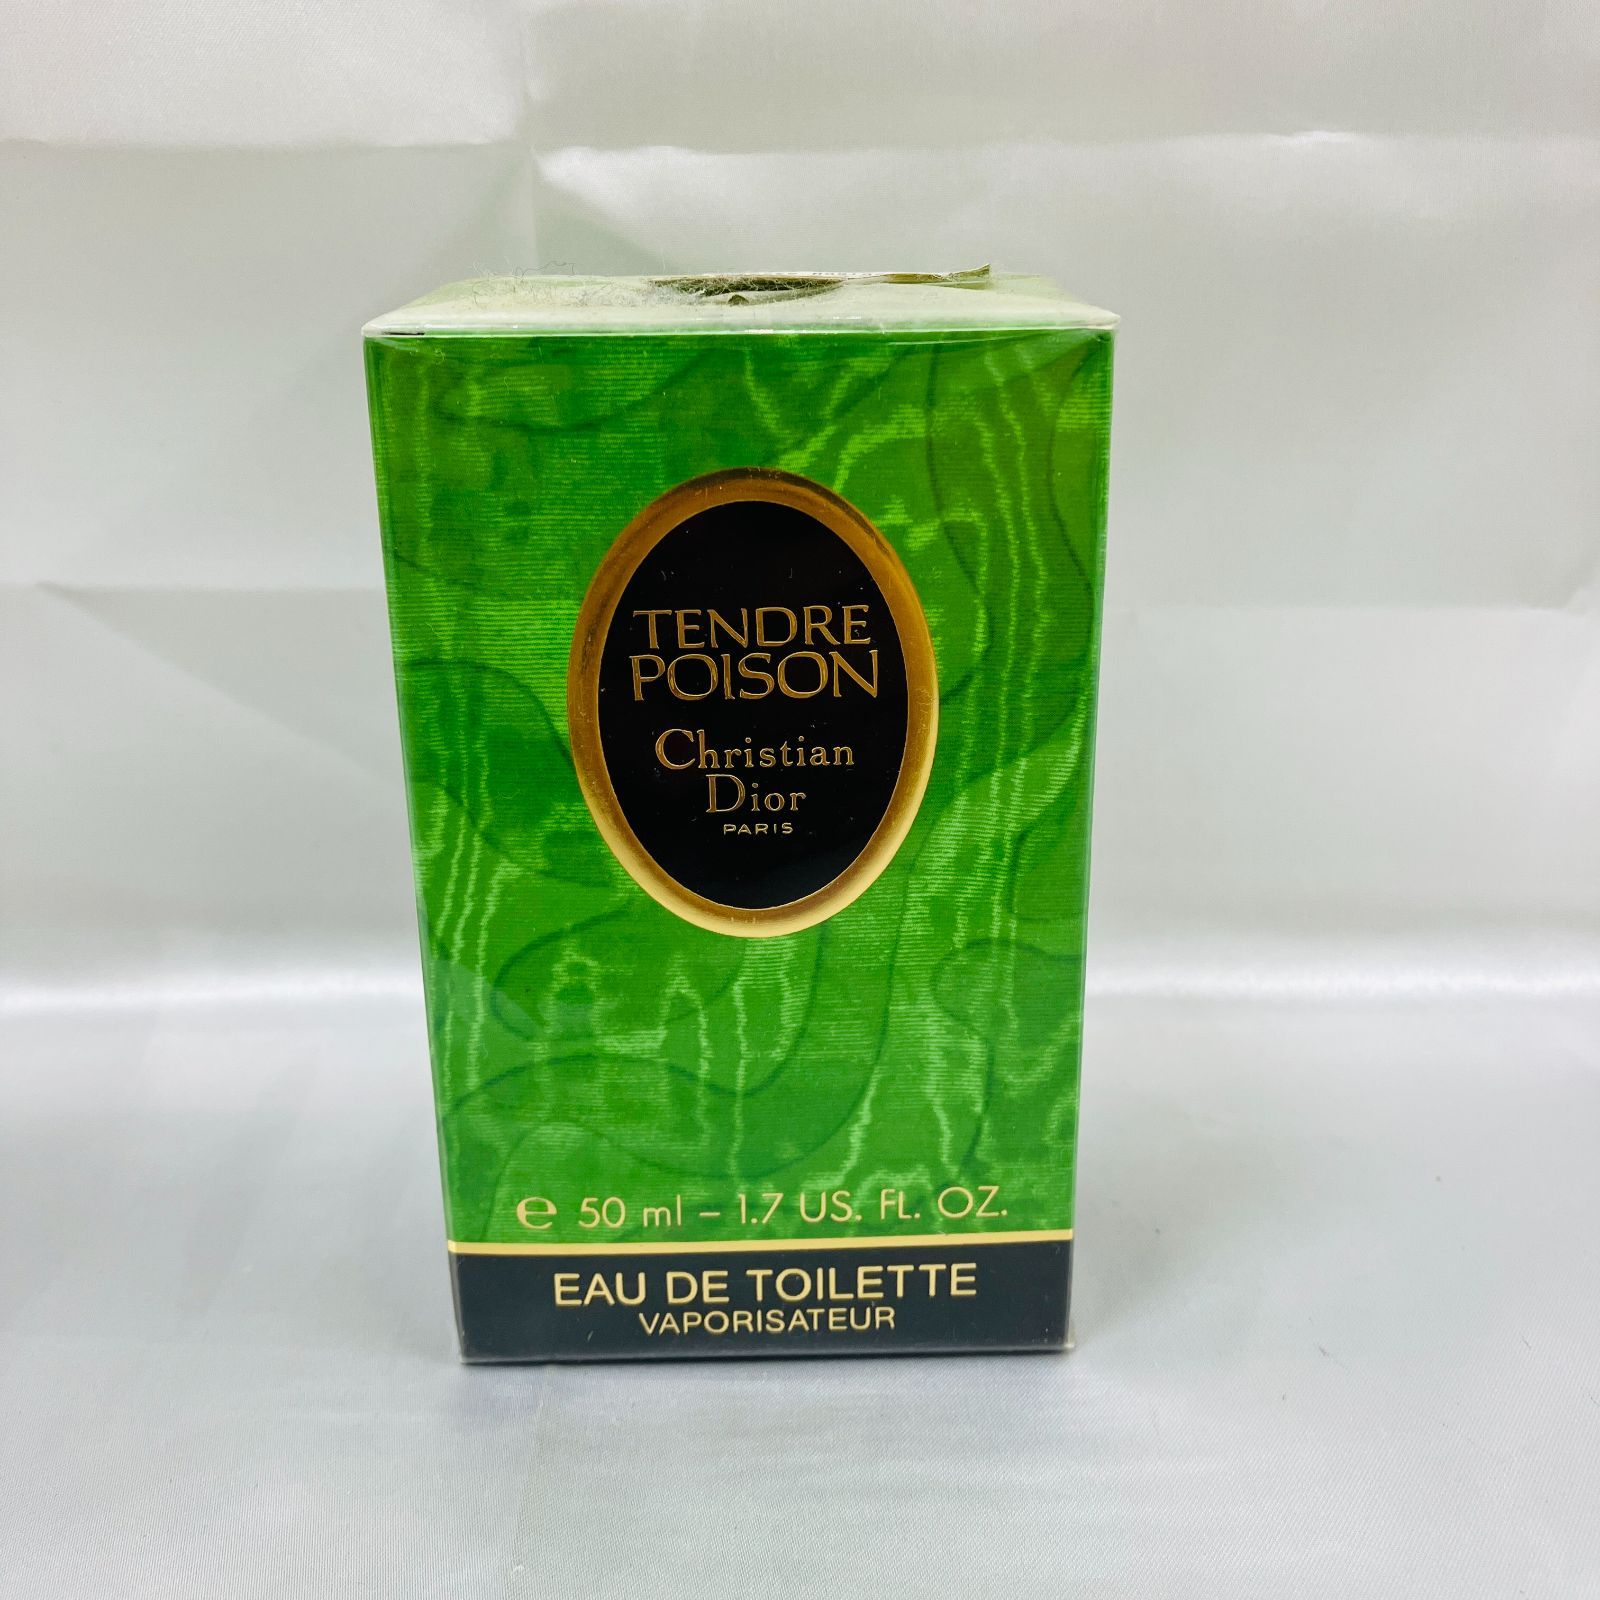 TENDRE
POISON
Christian
Dior
PARIS
e 50 ml – 1.7 US. FL. OZ.
EAU DE TOILETTE
VAPORISATEUR